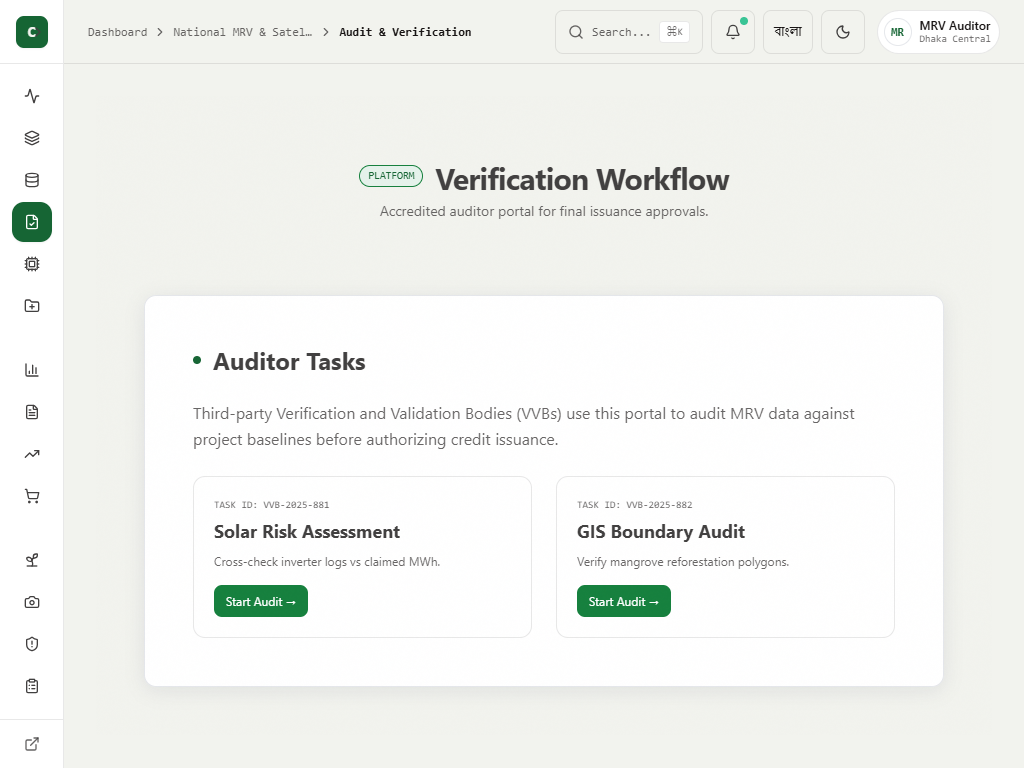 C
Dashboard > National MRV & Satel… > Audit & Verification
Search... ⌘K
বাংলা
MR
MRV Auditor
Dhaka Central
PLATFORM
Verification Workflow
Accredited auditor portal for final issuance approvals.
Auditor Tasks
Third-party Verification and Validation Bodies (VVBs) use this portal to audit MRV data against
project baselines before authorizing credit issuance.
TASK ID: VVB-2025-881
Solar Risk Assessment
Cross-check inverter logs vs claimed MWh.
Start Audit →
TASK ID: VVB-2025-882
GIS Boundary Audit
Verify mangrove reforestation polygons.
Start Audit →